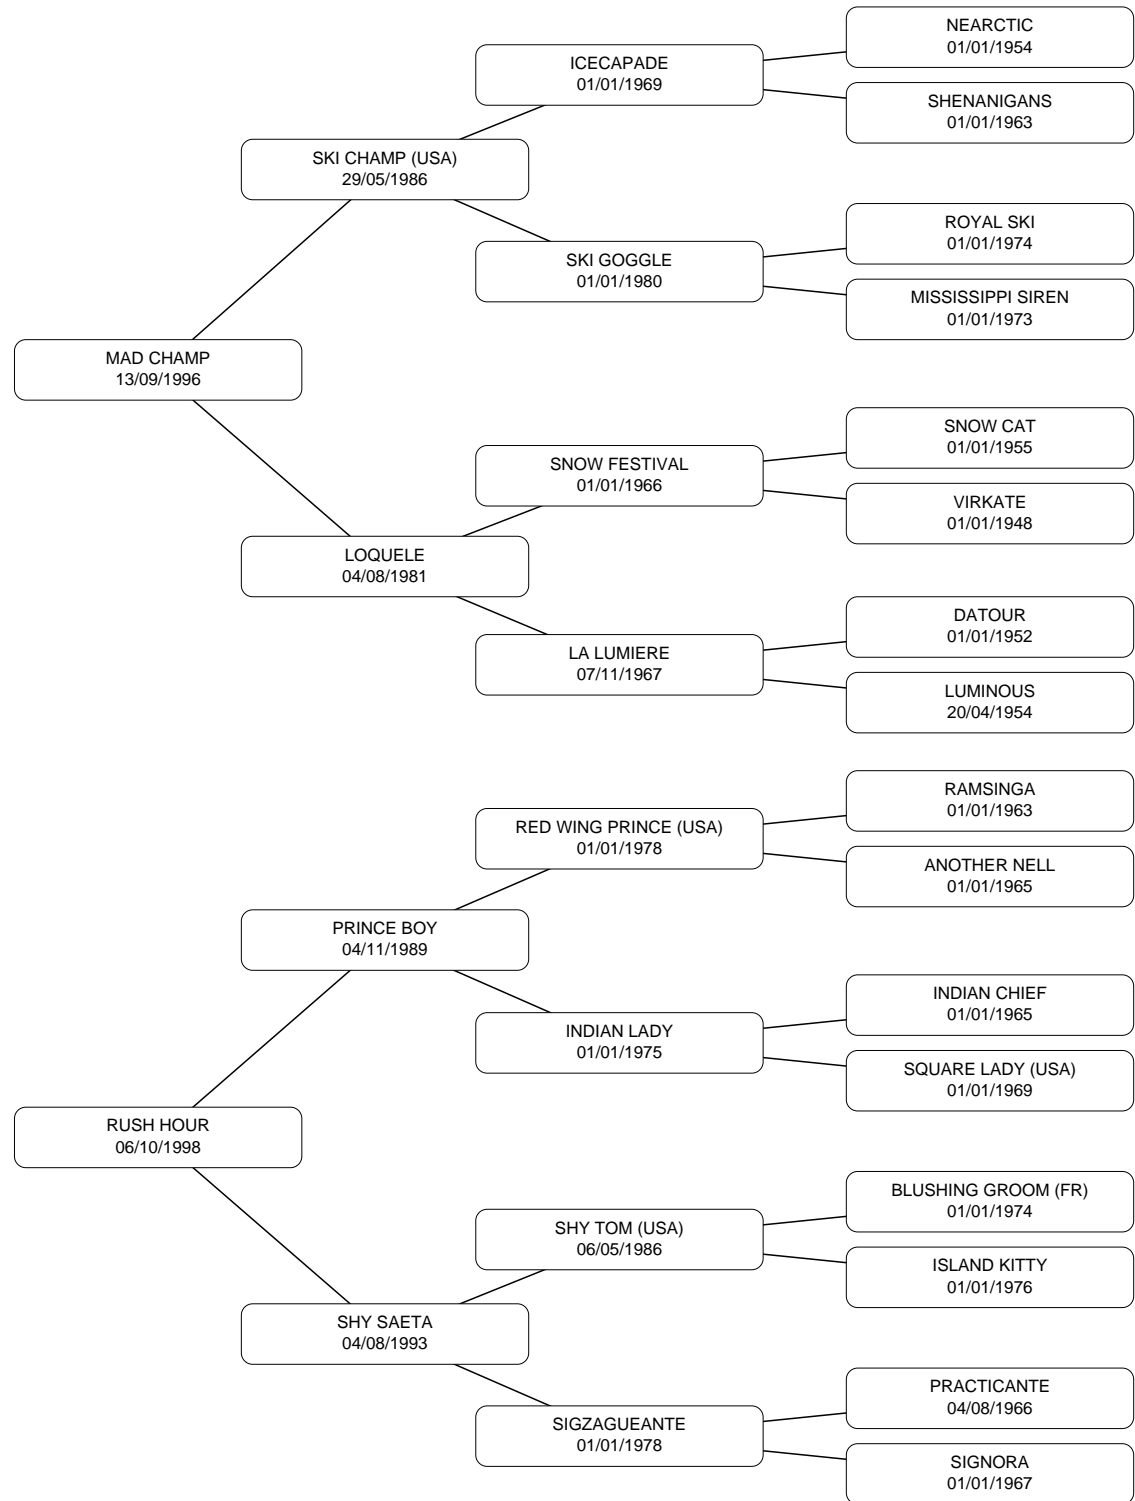 NEARCTIC
01/01/1954
ICECAPADE
01/01/1969
SHENANIGANS
01/01/1963
SKI CHAMP (USA)
29/05/1986
ROYAL SKI
01/01/1974
SKI GOGGLE
01/01/1980
MISSISSIPPI SIREN
01/01/1973
MAD CHAMP
13/09/1996
SNOW CAT
01/01/1955
SNOW FESTIVAL
01/01/1966
VIRKATE
01/01/1948
LOQUELE
04/08/1981
DATOUR
01/01/1952
LA LUMIERE
07/11/1967
LUMINOUS
20/04/1954
RAMSINGA
01/01/1963
RED WING PRINCE (USA)
01/01/1978
ANOTHER NELL
01/01/1965
PRINCE BOY
04/11/1989
INDIAN CHIEF
01/01/1965
INDIAN LADY
01/01/1975
SQUARE LADY (USA)
01/01/1969
RUSH HOUR
06/10/1998
BLUSHING GROOM (FR)
01/01/1974
SHY TOM (USA)
06/05/1986
ISLAND KITTY
01/01/1976
SHY SAETA
04/08/1993
PRACTICANTE
04/08/1966
SIGZAGUEANTE
01/01/1978
SIGNORA
01/01/1967